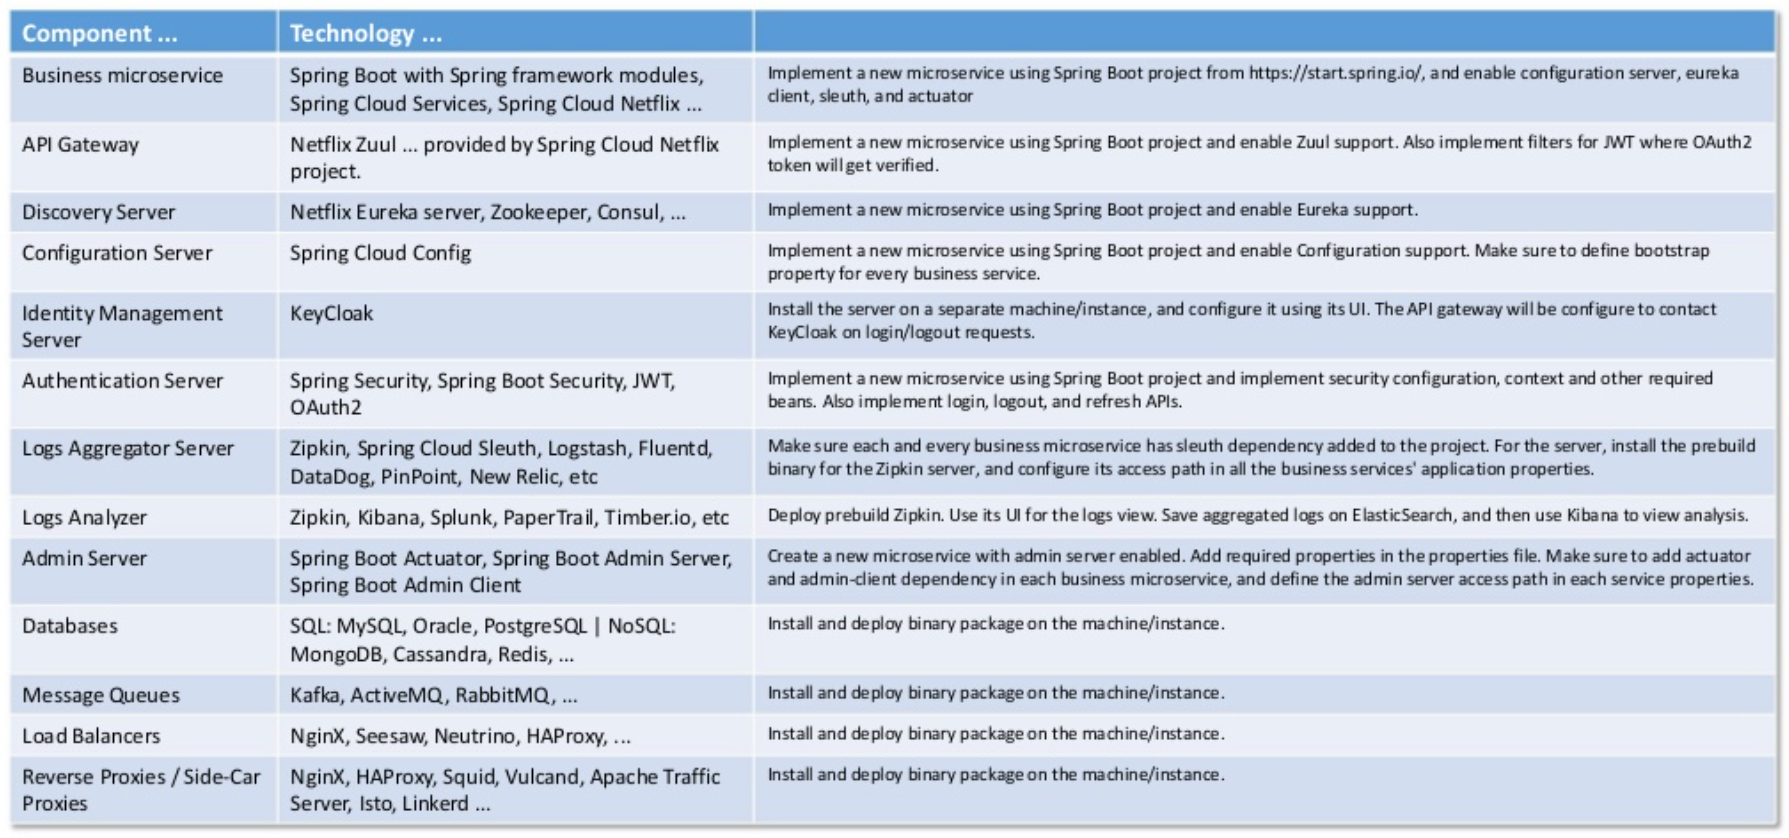 Component ...
Technology ...
Business microservice
Spring Boot with Spring framework modules,
Spring Cloud Services, Spring Cloud Netflix ...
Implement a new microservice using Spring Boot project from https://start.spring.io/, and enable configuration server, eureka
client, sleuth, and actuator
API Gateway
Netflix Zuul ... provided by Spring Cloud Netflix
project.
Implement a new microservice using Spring Boot project and enable Zuul support. Also implement filters for JWT where OAuth2
token will get verified.
Discovery Server
Netflix Eureka server, Zookeeper, Consul, ...
Implement a new microservice using Spring Boot project and enable Eureka support.
Configuration Server
Spring Cloud Config
Implement a new microservice using Spring Boot project and enable Configuration support. Make sure to define bootstrap
property for every business service.
Identity Management
Server
KeyCloak
Install the server on a separate machine/instance, and configure it using its UI. The API gateway will be configure to contact
KeyCloak on login/logout requests.
Authentication Server
Spring Security, Spring Boot Security, JWT,
OAuth2
Implement a new microservice using Spring Boot project and implement security configuration, context and other required
beans. Also implement login, logout, and refresh APIs.
Logs Aggregator Server
Zipkin, Spring Cloud Sleuth, Logstash, Fluentd,
DataDog, PinPoint, New Relic, etc
Make sure each and every business microservice has sleuth dependency added to the project. For the server, install the prebuild
binary for the Zipkin server, and configure its access path in all the business services' application properties.
Logs Analyzer
Zipkin, Kibana, Splunk, PaperTrail, Timber.io, etc
Deploy prebuild Zipkin. Use its UI for the logs view. Save aggregated logs on ElasticSearch, and then use Kibana to view analysis.
Admin Server
Spring Boot Actuator, Spring Boot Admin Server,
Spring Boot Admin Client
Create a new microservice with admin server enabled. Add required properties in the properties file. Make sure to add actuator
and admin-client dependency in each business microservice, and define the admin server access path in each service properties.
Databases
SQL: MySQL, Oracle, PostgreSQL | NoSQL:
MongoDB, Cassandra, Redis, ...
Install and deploy binary package on the machine/instance.
Message Queues
Kafka, ActiveMQ, RabbitMQ, ...
Install and deploy binary package on the machine/instance.
Load Balancers
NginX, Seesaw, Neutrino, HAProxy, ...
Install and deploy binary package on the machine/instance.
Reverse Proxies / Side-Car
Proxies
NginX, HAProxy, Squid, Vulcand, Apache Traffic
Server, Isto, Linkerd ...
Install and deploy binary package on the machine/instance.